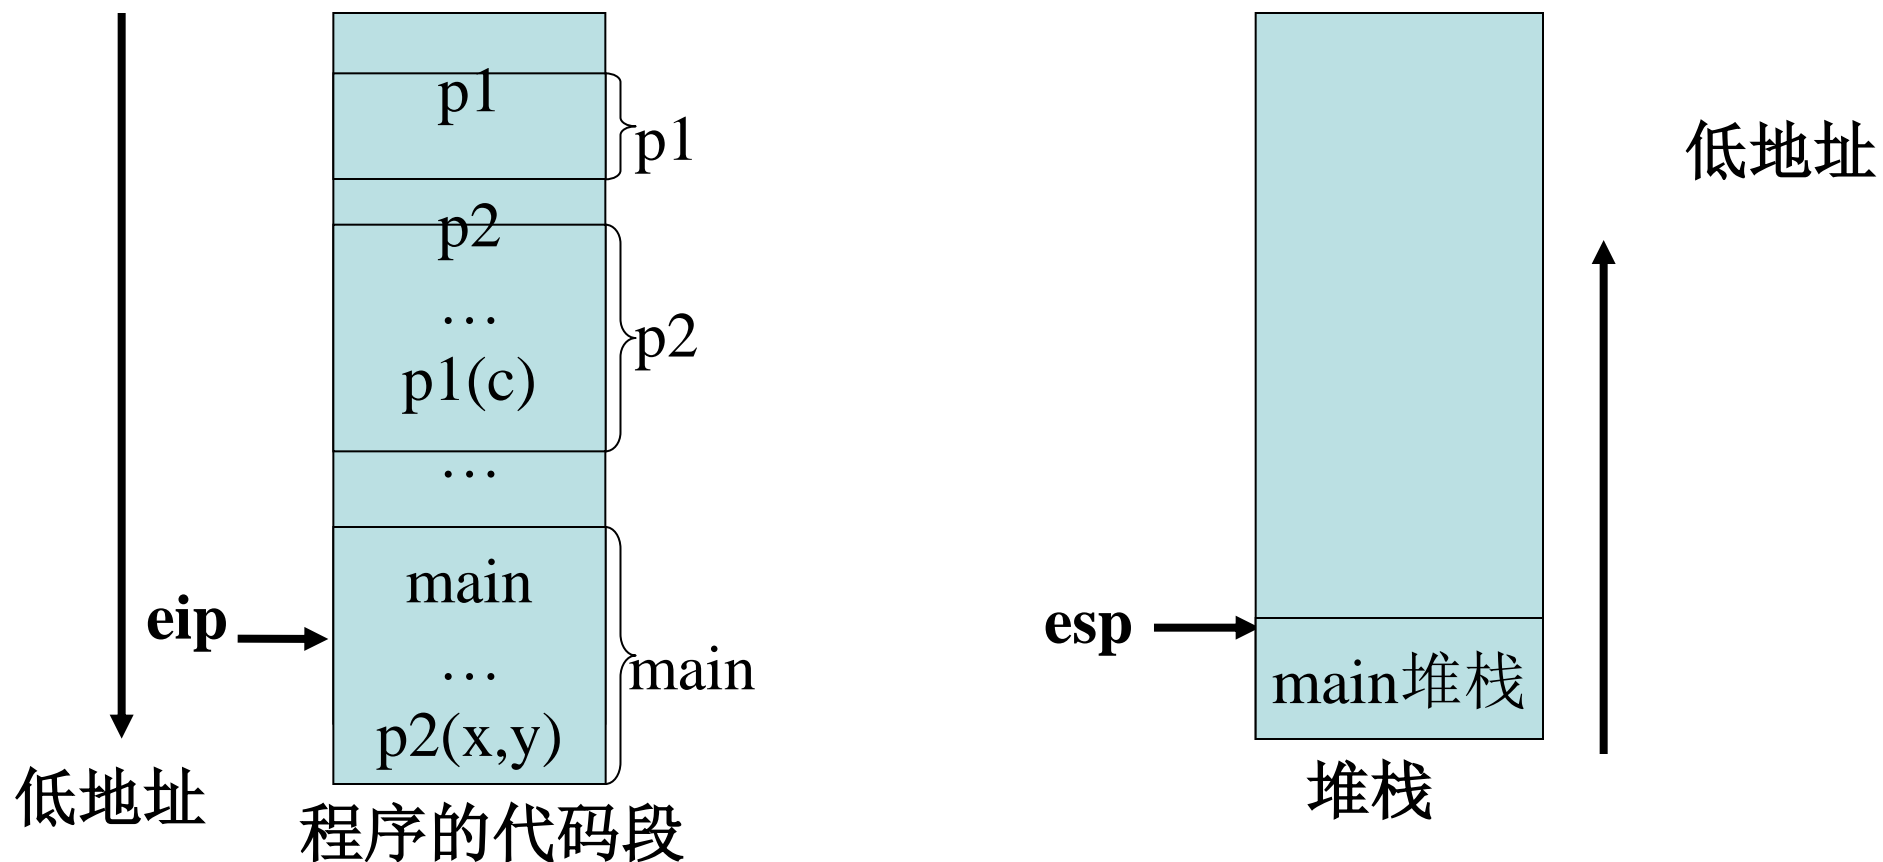 p1
p1
p2
…
p2
p1(c)
…
main
eip
…
main
p2(x,y)
低地址
程序的代码段
低地址
esp
main堆栈
堆栈